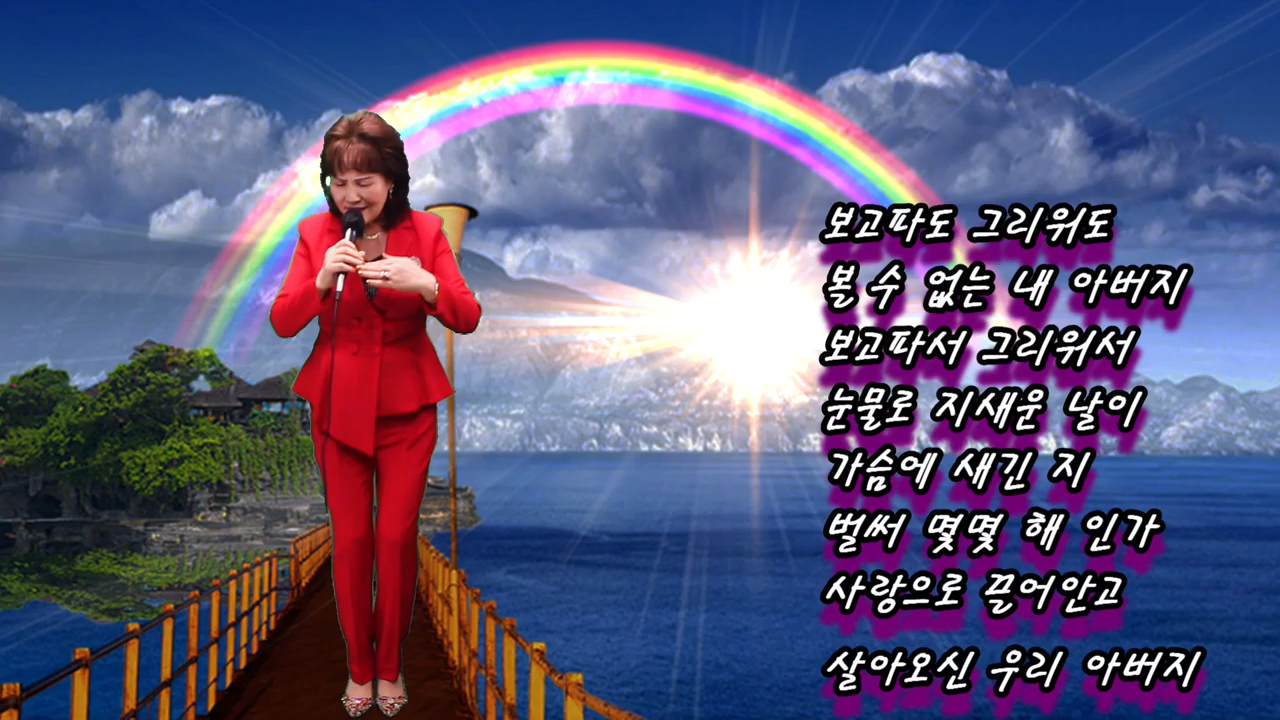 보고파도 그리워도
볼 수 없는 내 아버지
보고파서 그리워서
눈물로 지새운 날이
가슴에 새긴 지
벌써 몇몇 해 인가
사랑으로 끌어안고
살아오신 우리 아버지